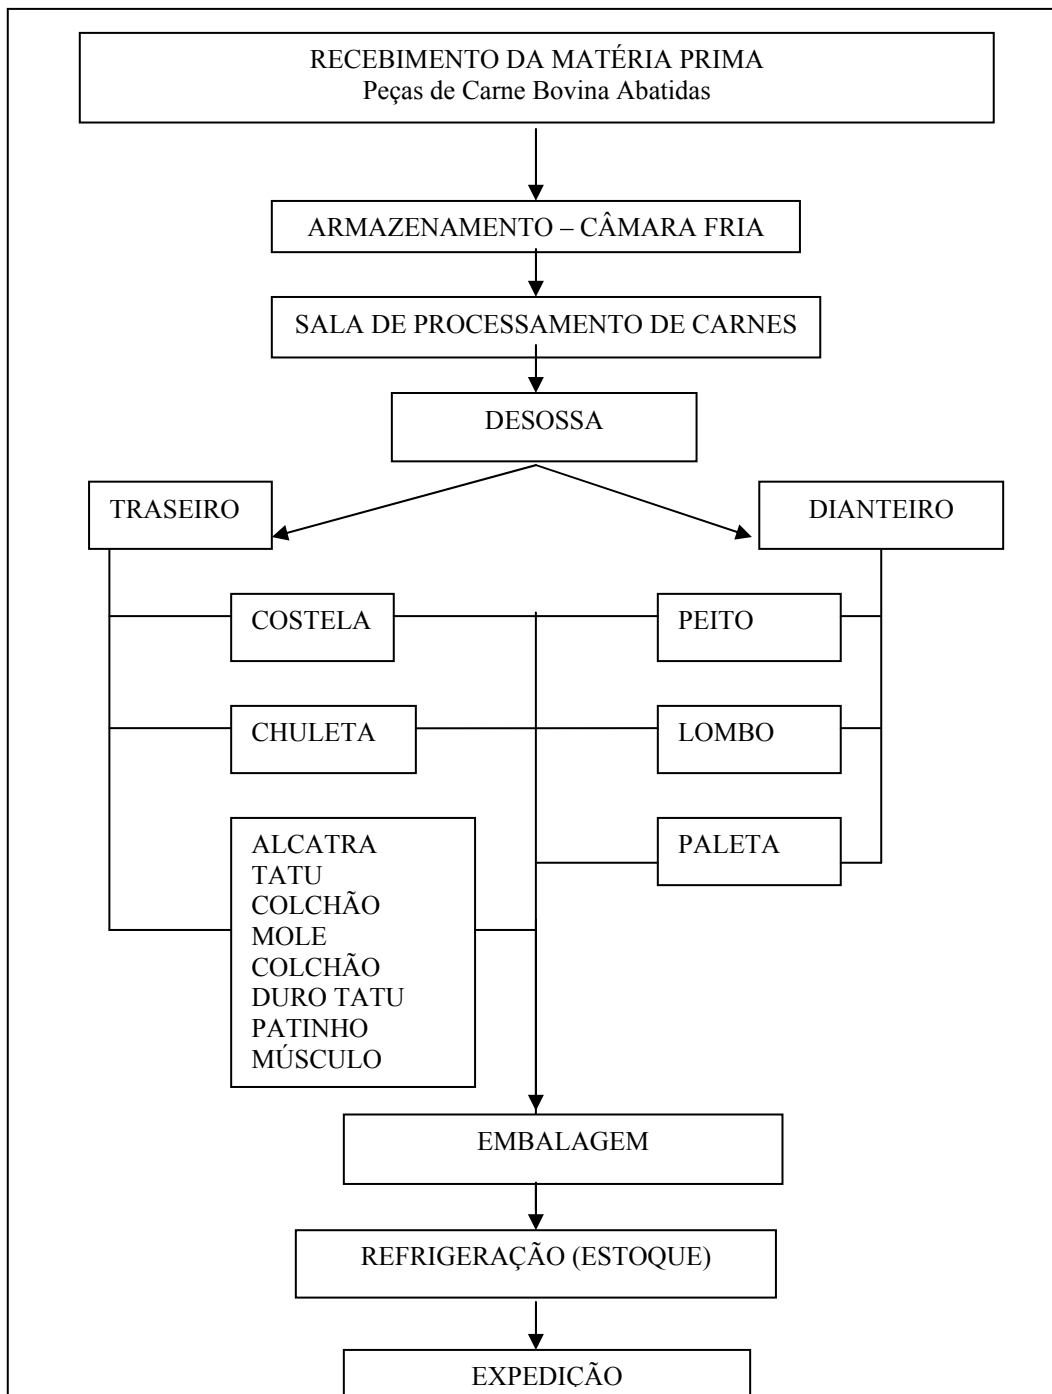 RECEBIMENTO DA MATÉRIA PRIMA
Peças de Carne Bovina Abatidas
ARMAZENAMENTO – CÂMARA FRIA
SALA DE PROCESSAMENTO DE CARNES
DESOSSA
TRASEIRO
DIANTEIRO
COSTELA
PEITO
CHULETA
LOMBO
ALCATRA
TATU
COLCHÃO
MOLE
COLCHÃO
DURO TATU
PATINHO
MÚSCULO
PALETA
EMBALAGEM
REFRIGERAÇÃO (ESTOQUE)
EXPEDIÇÃO